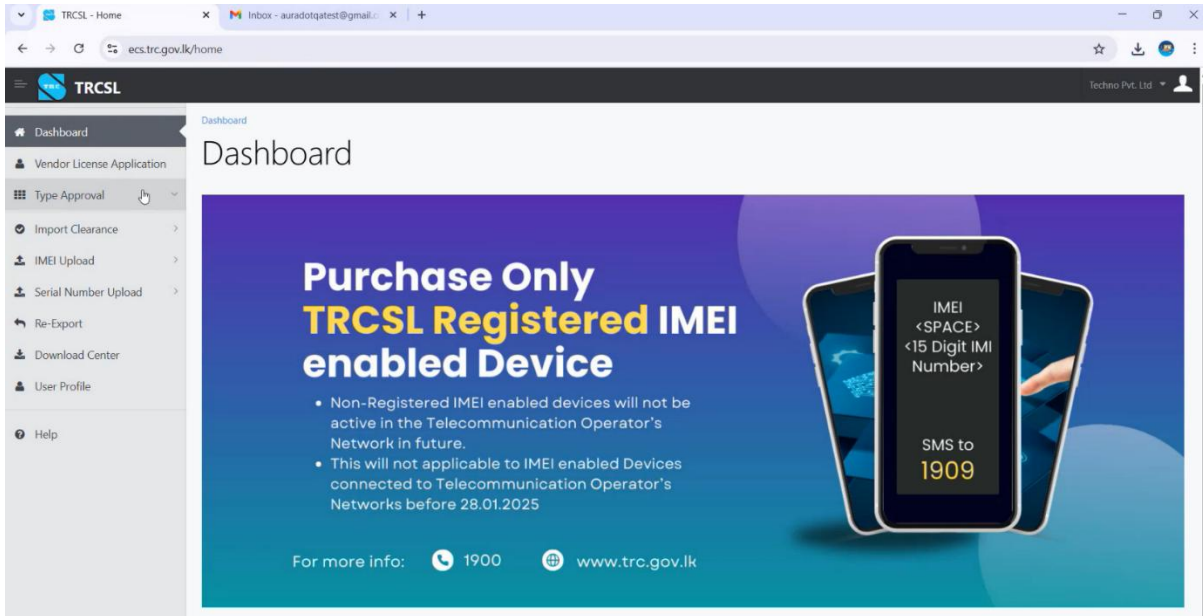 TRCSL - Home
Inbox - auradotqatest@gmail.c
ecs.trc.gov.lk/home
TRC
TRCSL
Techno Pvt. Ltd
Dashboard
Vendor License Application
Type Approval
Import Clearance
IMEI Upload
Serial Number Upload
Re-Export
Download Center
User Profile
Help
Dashboard
Dashboard
Purchase Only
TRCSL Registered IMEI
enabled Device
• Non-Registered IMEI enabled devices will not be
active in the Telecommunication Operator's
Network in future.
• This will not applicable to IMEI enabled Devices
connected to Telecommunication Operator's
Networks before 28.01.2025
For more info: 1900 www.trc.gov.lk
IMEI
<SPACE>
<15 Digit IMI
Number>
SMS to
1909